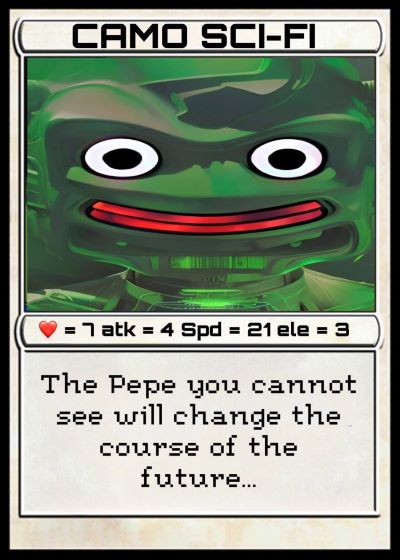 CAMO SCI-FI
❤️ = 7 atk = 4 Spd = 21 ele = 3
The Pepe you cannot
see will change the
course of the
future...